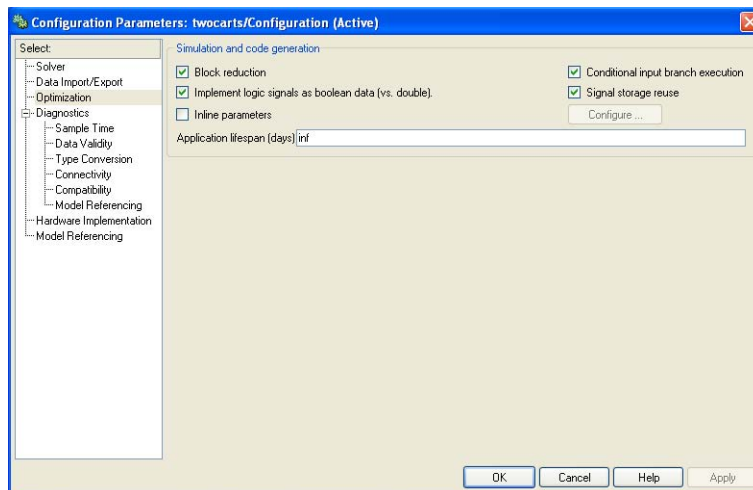 Configuration Parameters: twocarts/Configuration (Active)
Select:
Solver
Data Import/Export
Optimization
Diagnostics
Sample Time
Data Validity
Type Conversion
Connectivity
Compatibility
Model Referencing
Hardware Implementation
Model Referencing
Simulation and code generation
Block reduction
Conditional input branch execution
Implement logic signals as boolean data (vs. double).
Signal storage reuse
Inline parameters
Configure ...
Application lifespan (days) inf
OK Cancel Help Apply